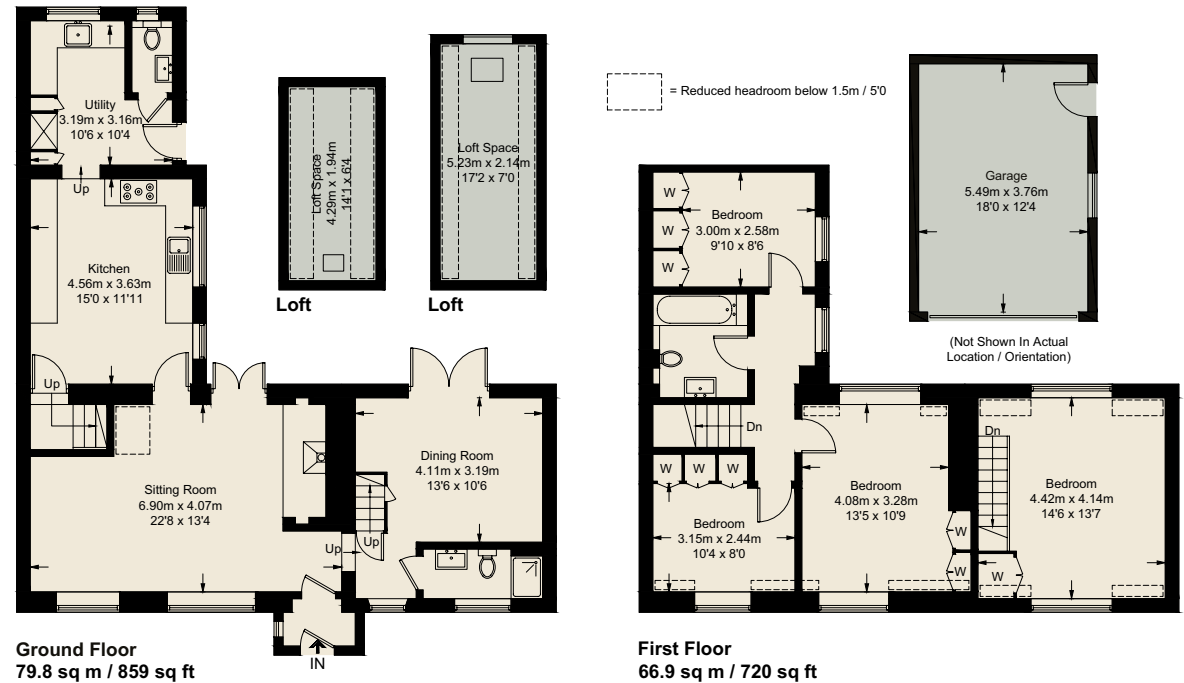 Utility
3.19m x 3.16m
10'6 x 10'4
Up
Kitchen
4.56m x 3.63m
15'0 x 11'11
Up
Sitting Room
6.90m x 4.07m
22'8 x 13'4
Up
Up
Dining Room
4.11m x 3.19m
13'6 x 10'6
IN
Ground Floor
79.8 sq m / 859 sq ft
Loft Space
4.29m x 1.94m
14'1 x 6'4
Loft
Loft Space
5.23m x 2.14m
17'2 x 7'0
Loft
= Reduced headroom below 1.5m / 5'0
Garage
5.49m x 3.76m
18'0 x 12'4
(Not Shown In Actual
Location / Orientation)
W
W
W
Bedroom
3.00m x 2.58m
9'10 x 8'6
Dn
W
W
W
Bedroom
3.15m x 2.44m
10'4 x 8'0
Bedroom
4.08m x 3.28m
13'5 x 10'9
W
W
Dn
Bedroom
4.42m x 4.14m
14'6 x 13'7
W
First Floor
66.9 sq m / 720 sq ft